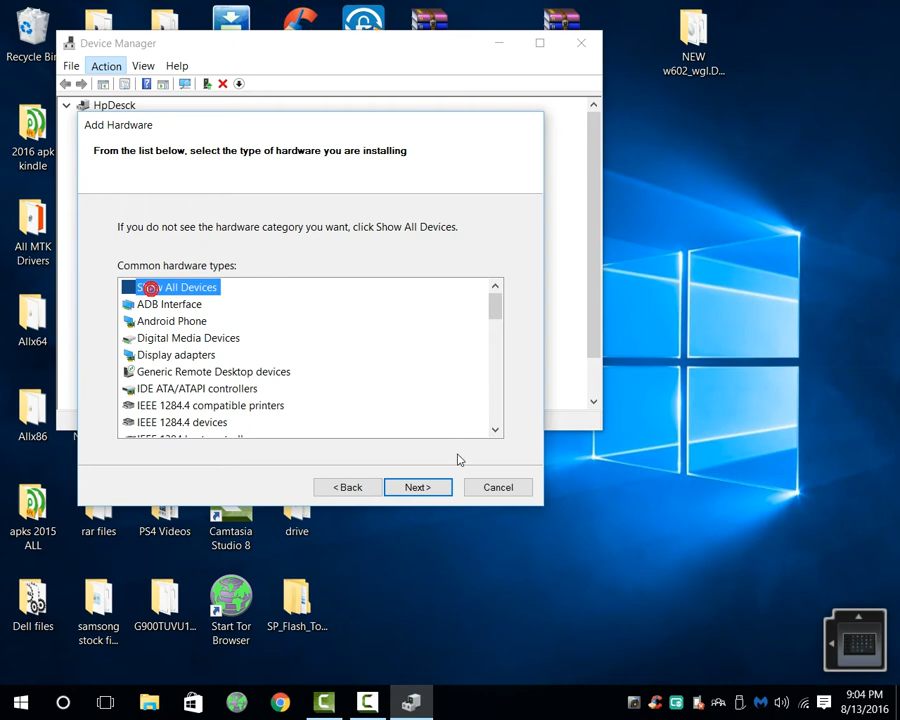 Recycle Bin
NEW
w602_wgl.D...
Device Manager
File Action View Help
HpDesck
Add Hardware
From the list below, select the type of hardware you are installing
If you do not see the hardware category you want, click Show All Devices.
Common hardware types:
Show All Devices
ADB Interface
Android Phone
Digital Media Devices
Display adapters
Generic Remote Desktop devices
IDE ATA/ATAPI controllers
IEEE 1284.4 compatible printers
IEEE 1284.4 devices
< Back Next> Cancel
2016 apk
kindle
All MTK
Drivers
Allx64
Allx86
apks 2015
ALL
rar files
PS4 Videos
Camtasia
Studio 8
drive
Dell files
samsong
stock fi...
G900TUVU1...
Start Tor
Browser
SP_Flash_To...
9:04 PM
8/13/2016